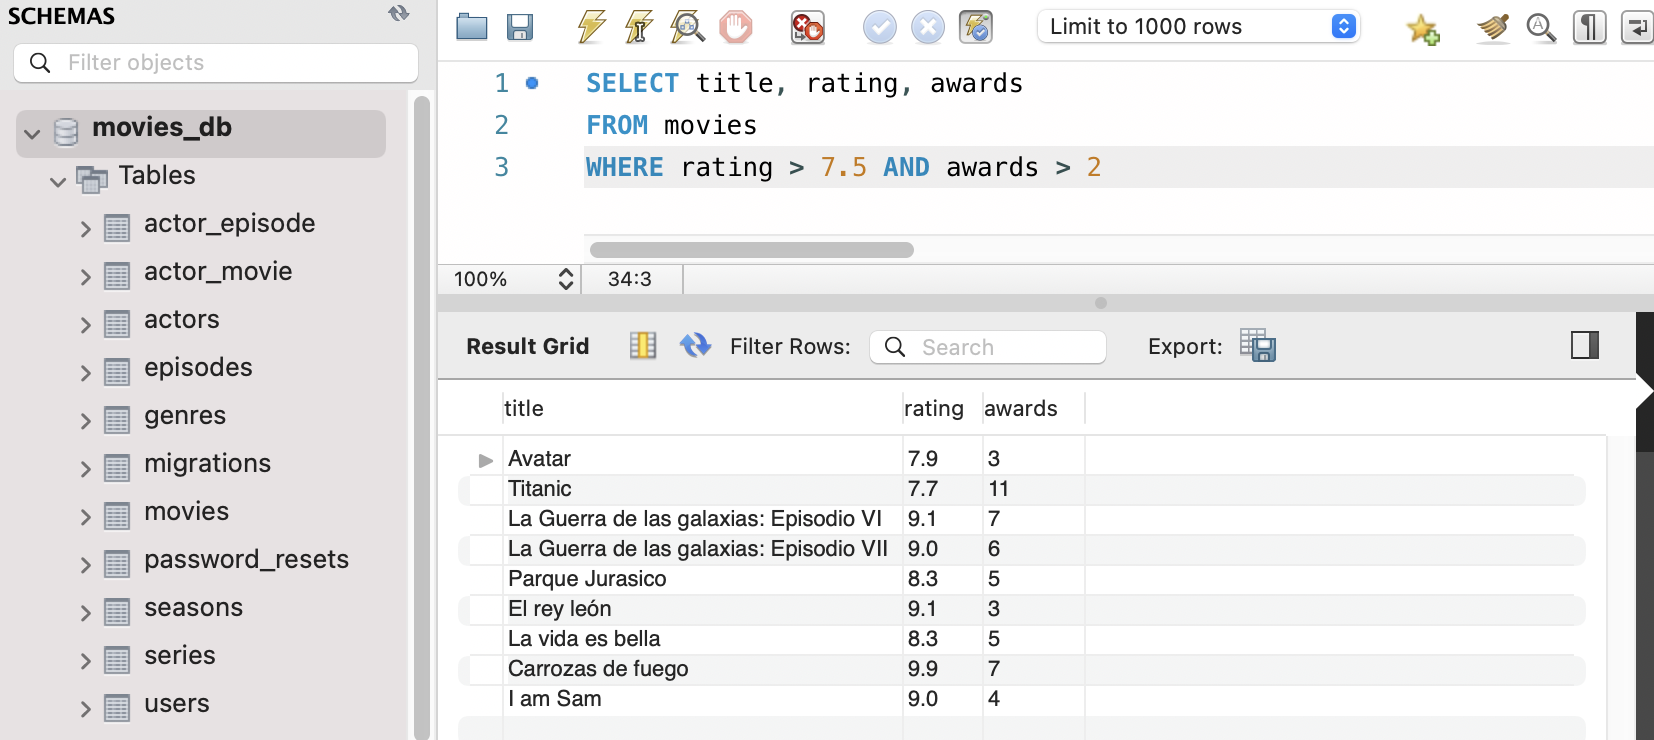 SCHEMAS
Filter objects
movies_db
Tables
actor_episode
actor_movie
actors
episodes
genres
migrations
movies
password_resets
seasons
series
users
Limit to 1000 rows
1 SELECT title, rating, awards
2 FROM movies
3 WHERE rating > 7.5 AND awards > 2
100% 34:3
Result Grid Filter Rows: Search Export:
title rating awards
Avatar 7.9 3
Titanic 7.7 11
La Guerra de las galaxias: Episodio VI 9.1 7
La Guerra de las galaxias: Episodio VII 9.0 6
Parque Jurasico 8.3 5
El rey león 9.1 3
La vida es bella 8.3 5
Carrozas de fuego 9.9 7
I am Sam 9.0 4